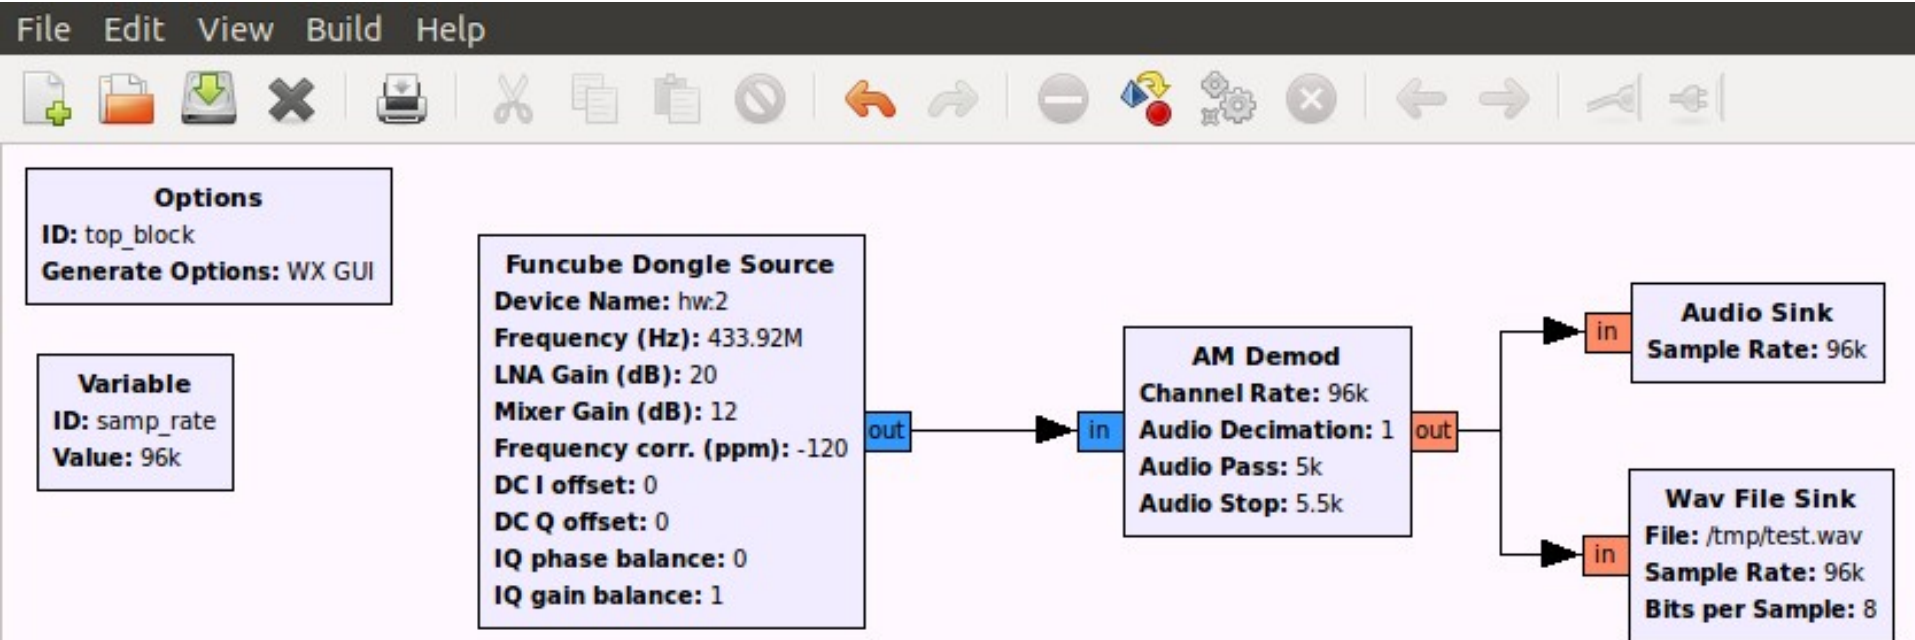 File Edit View Build Help
Options
ID: top_block
Generate Options: WX GUI
Variable
ID: samp_rate
Value: 96k
Funcube Dongle Source
Device Name: hw:2
Frequency (Hz): 433.92M
LNA Gain (dB): 20
Mixer Gain (dB): 12
Frequency corr. (ppm): -120
DC I offset: 0
DC Q offset: 0
IQ phase balance: 0
IQ gain balance: 1
out
in
AM Demod
Channel Rate: 96k
Audio Decimation: 1
Audio Pass: 5k
Audio Stop: 5.5k
out
in
Audio Sink
Sample Rate: 96k
in
Wav File Sink
File: /tmp/test.wav
Sample Rate: 96k
Bits per Sample: 8